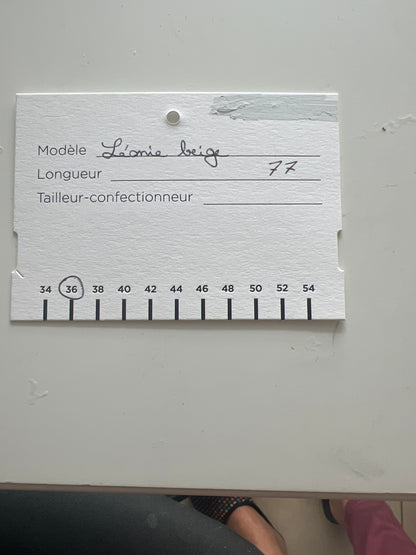 Modèle Léonie beige
Longueur 77
Tailleur-confectionneur
34 36 38 40 42 44 46 48 50 52 54